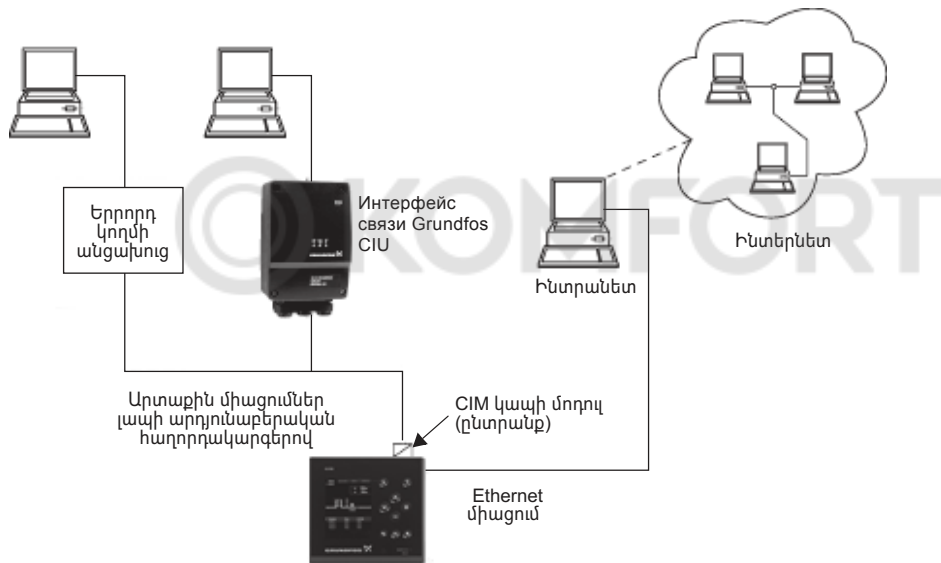 KOMFORT
Երրորդ
կողմի
անցախուց
Интерфейс
связи Grundfos
CIU
Ինտրանետ
Ինտերնետ
Արտաքին միացումներ
լապի արդյունաբերական
հաղորդակարգերով
CIM կապի մոդուլ
(ընտրանք)
Ethernet
միացում